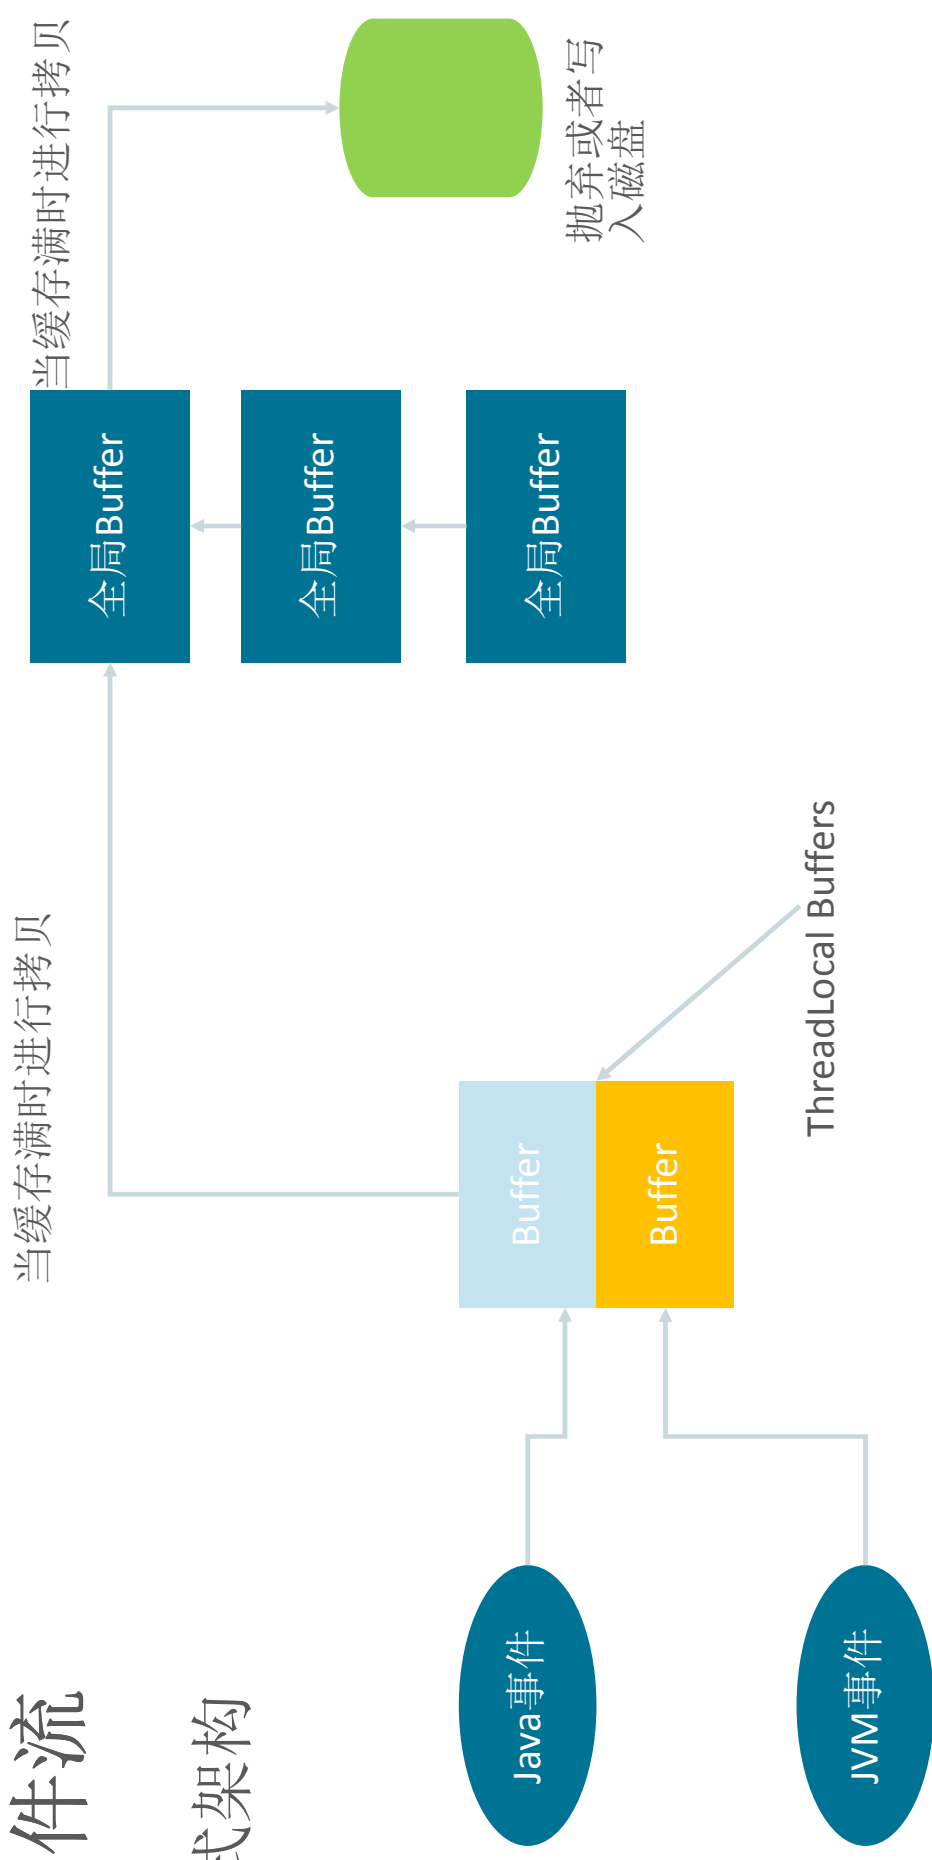 件流
式架构
Java事件
JVM事件
Buffer
Buffer
ThreadLocal Buffers
当缓存满时进行拷贝
全局Buffer
全局Buffer
全局Buffer
当缓存满时进行拷贝
抛弃或者写
入磁盘